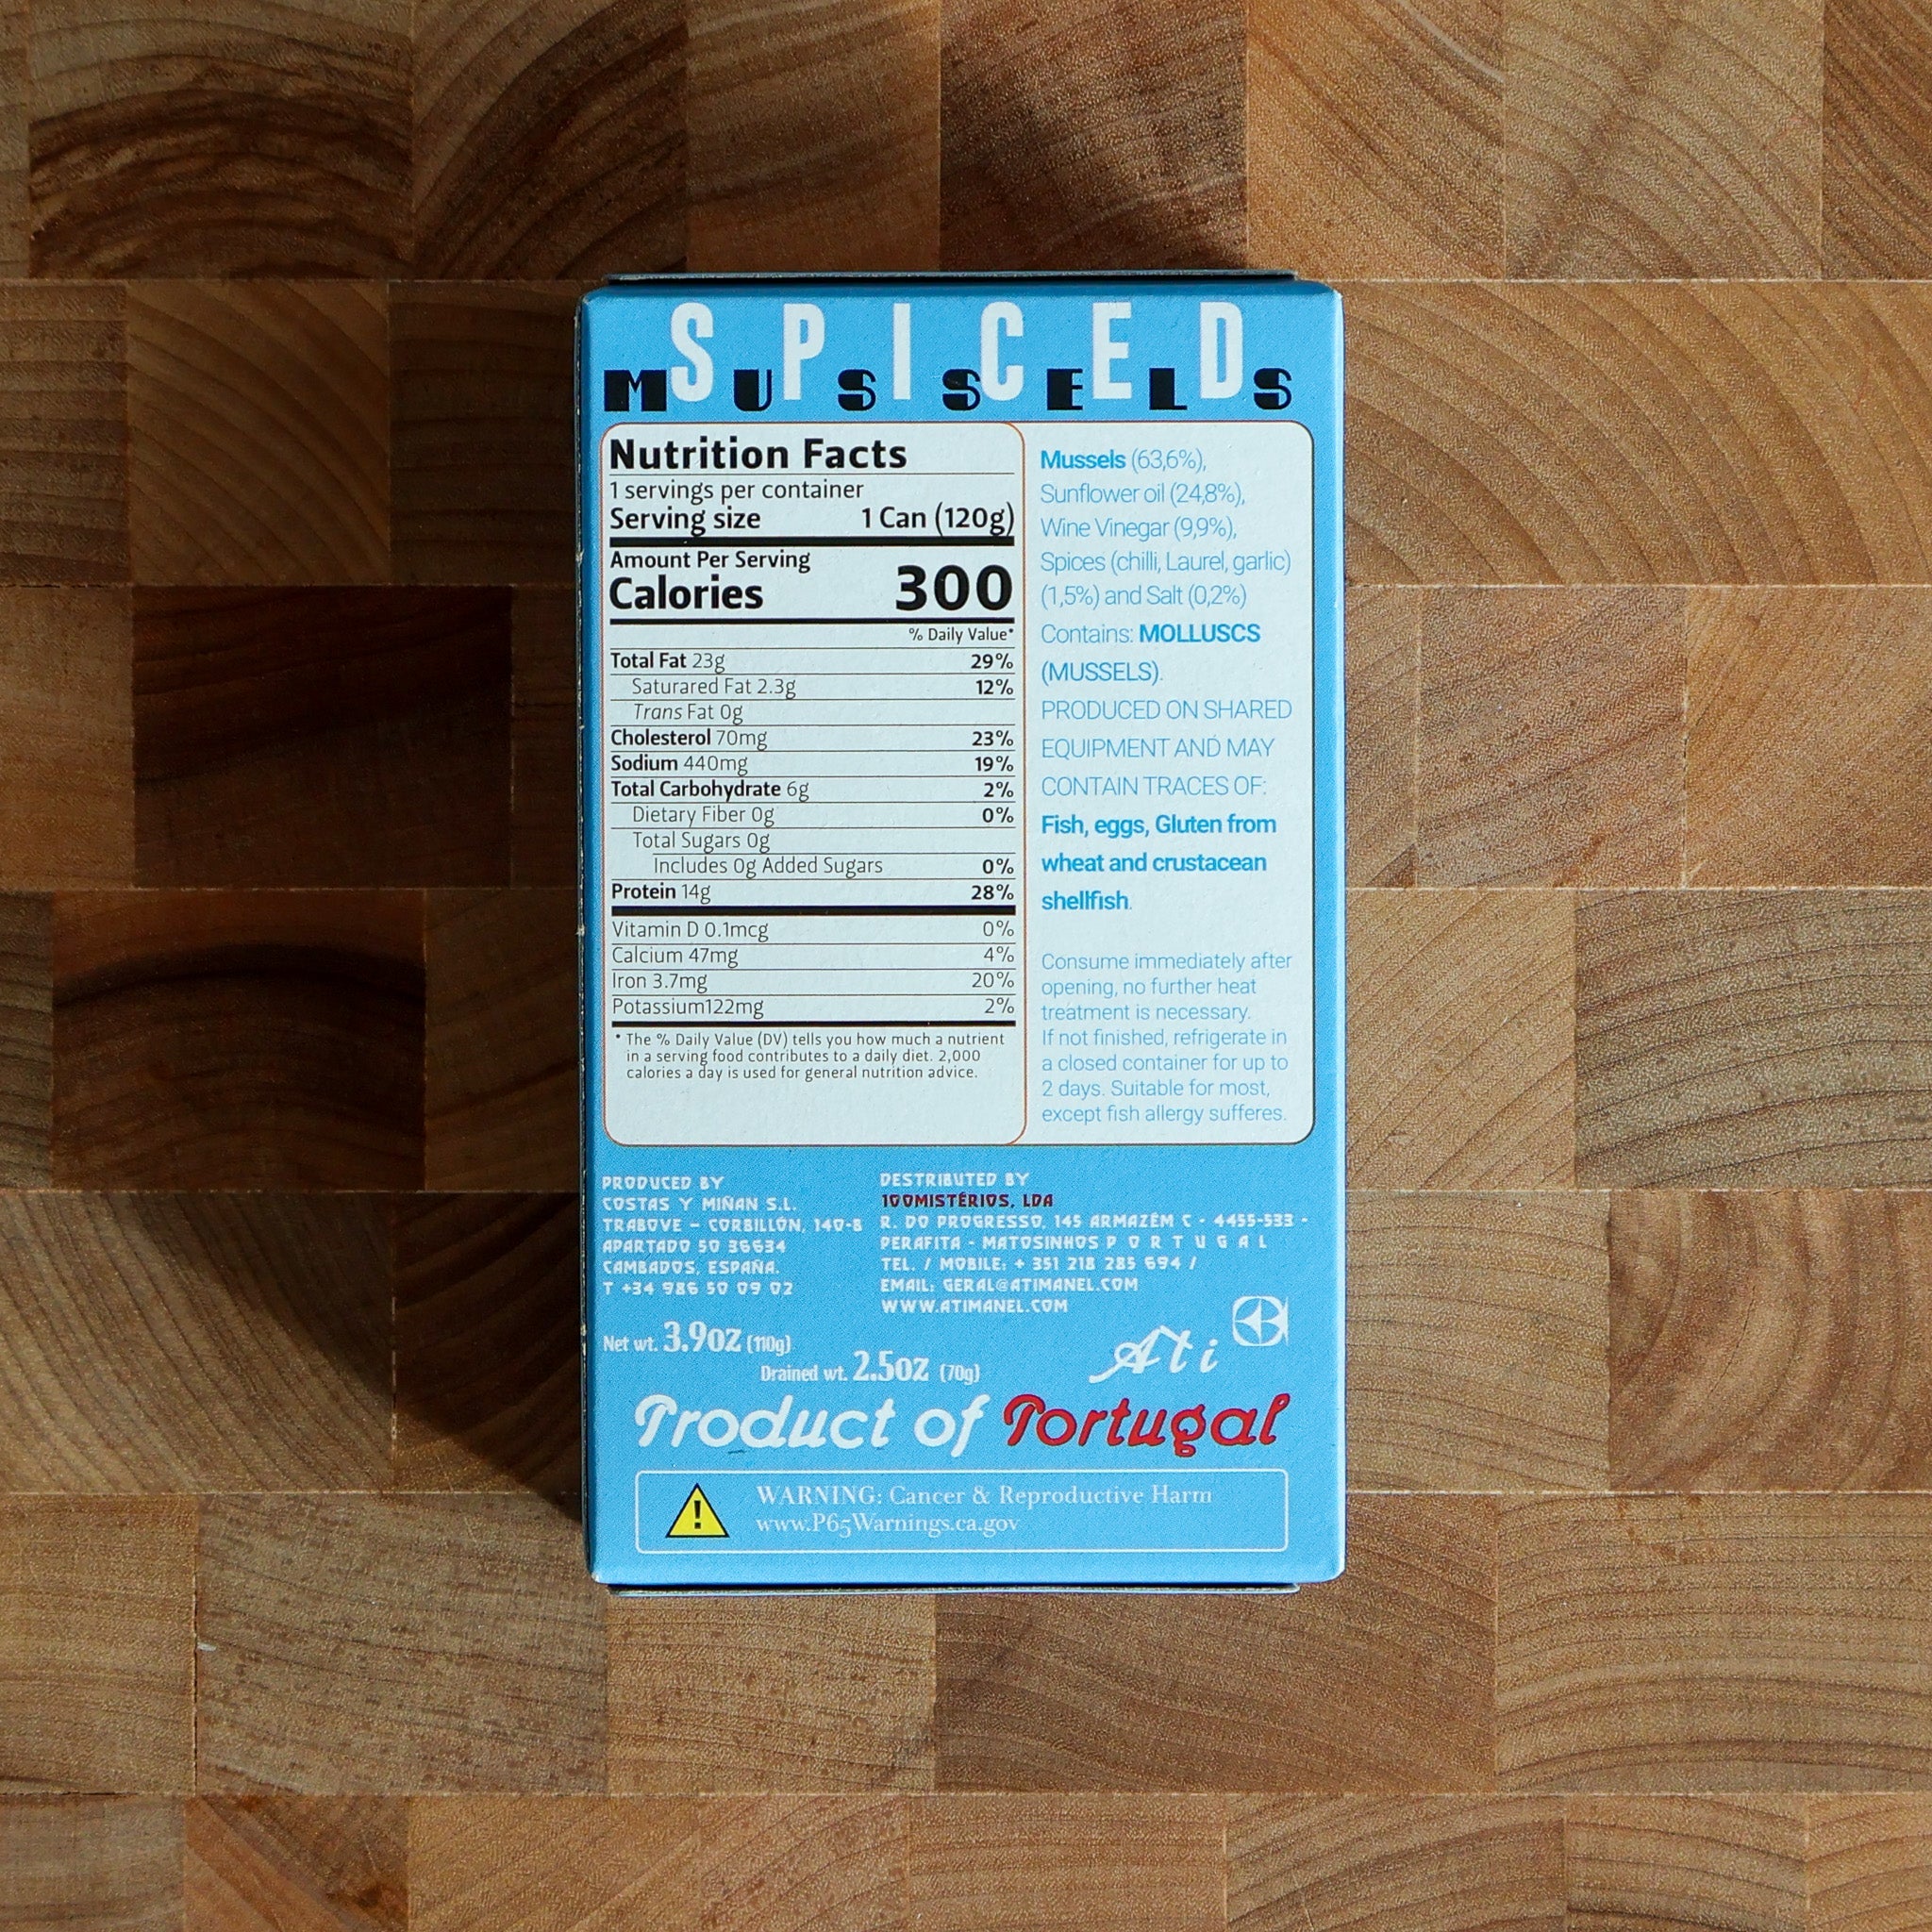 SPICED
MUSSELS
Nutrition Facts
1 servings per container
Serving size 1 Can (120g)
Amount Per Serving
Calories 300
% Daily Value*
Total Fat 23g 29%
Saturared Fat 2.3g 12%
Trans Fat 0g
Cholesterol 70mg 23%
Sodium 440mg 19%
Total Carbohydrate 6g 2%
Dietary Fiber 0g 0%
Total Sugars 0g
Includes 0g Added Sugars 0%
Protein 14g 28%
Vitamin D 0.1mcg 0%
Calcium 47mg 4%
Iron 3.7mg 20%
Potassium122mg 2%
* The % Daily Value (DV) tells you how much a nutrient
in a serving food contributes to a daily diet. 2,000
calories a day is used for general nutrition advice.
Mussels (63,6%),
Sunflower oil (24,8%),
Wine Vinegar (9,9%),
Spices (chilli, Laurel, garlic)
(1,5%) and Salt (0,2%)
Contains: MOLLUSCS
(MUSSELS).
PRODUCED ON SHARED
EQUIPMENT AND MAY
CONTAIN TRACES OF:
Fish, eggs, Gluten from
wheat and crustacean
shellfish.
Consume immediately after
opening, no further heat
treatment is necessary.
If not finished, refrigerate in
a closed container for up to
2 days. Suitable for most,
except fish allergy sufferes.
PRODUCED BY
COSTAS Y MIÑAN S.L.
TRABOVE – CORBILLÓN, 140-B
APARTADO 50 36634
CAMBADOS, ESPAÑA.
T +34 986 50 09 02
DESTRIBUTED BY
100MISTÉRIOS, LDA
R. DO PROGRESSO, 145 ARMAZÉM C - 4455-533 -
PERAFITA - MATOSINHOS PORTUGAL
TEL. / MOBILE: + 351 218 285 694 /
EMAIL: GERAL@ATIMANEL.COM
WWW.ATIMANEL.COM
Net wt. 3.9oz (110g)
Drained wt. 2.5oz (70g)
Ati
Product of Portugal
WARNING: Cancer & Reproductive Harm
www.P65Warnings.ca.gov